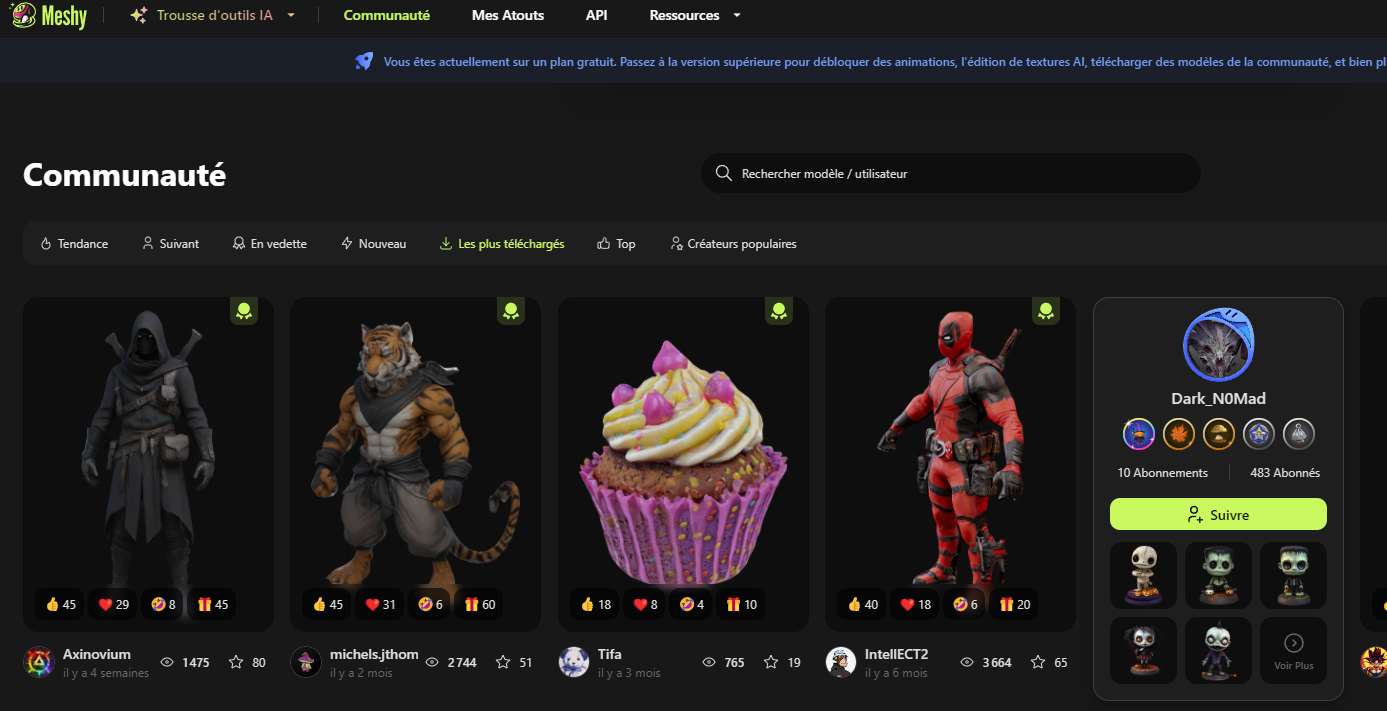 Meshy
Trousse d'outils IA
Communauté
Mes Atouts
API
Ressources
Vous êtes actuellement sur un plan gratuit. Passez à la version supérieure pour débloquer des animations, l'édition de textures AI, télécharger des modèles de la communauté, et bien pl
Communauté
Rechercher modèle / utilisateur
Tendance
Suivant
En vedette
Nouveau
Les plus téléchargés
Top
Créateurs populaires
45 29 8 45
Axinovium
il y a 4 semaines
1 475 80
45 31 6 60
michels.jthom
il y a 2 mois
2 744 51
18 8 4 10
Tifa
il y a 3 mois
765 19
40 18 6 20
IntellECT2
il y a 6 mois
3 664 65
Dark_N0Mad
10 Abonnements
483 Abonnés
Suivre
Voir Plus